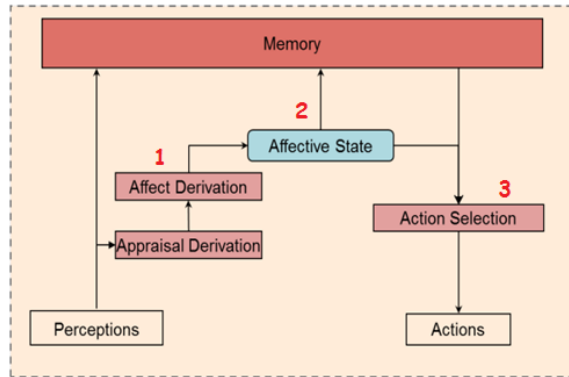 Memory
2
Affective State
1
Affect Derivation
3
Action Selection
Appraisal Derivation
Perceptions
Actions